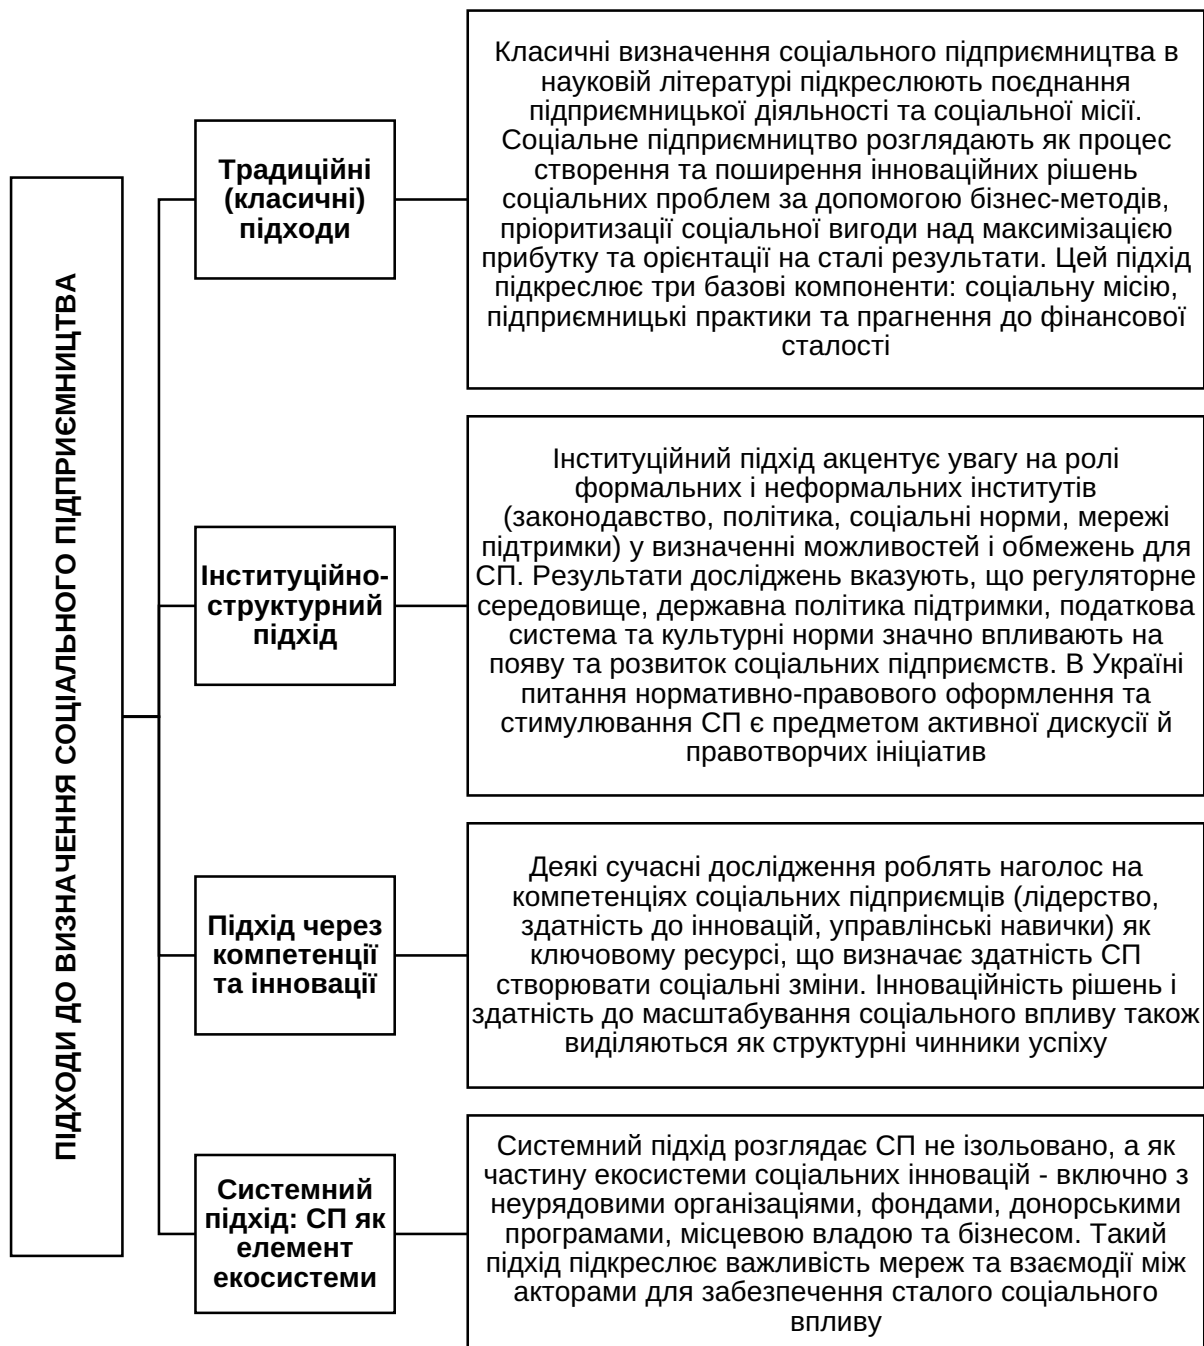 ПІДХОДИ ДО ВИЗНАЧЕННЯ СОЦІАЛЬНОГО ПІДПРИЄМНИЦТВА
Традиційні
(класичні)
підходи
Класичні визначення соціального підприємництва в
науковій літературі підкреслюють поєднання
підприємницької діяльності та соціальної місії.
Соціальне підприємництво розглядають як процес
створення та поширення інноваційних рішень
соціальних проблем за допомогою бізнес-методів,
пріоритизації соціальної вигоди над максимізацією
прибутку та орієнтації на сталі результати. Цей підхід
підкреслює три базові компоненти: соціальну місію,
підприємницькі практики та прагнення до фінансової
сталості
Інституційно-
структурний
підхід
Інституційний підхід акцентує увагу на ролі
формальних і неформальних інститутів
(законодавство, політика, соціальні норми, мережі
підтримки) у визначенні можливостей і обмежень для
СП. Результати досліджень вказують, що регуляторне
середовище, державна політика підтримки, податкова
система та культурні норми значно впливають на
появу та розвиток соціальних підприємств. В Україні
питання нормативно-правового оформлення та
стимулювання СП є предметом активної дискусії й
правотворчих ініціатив
Підхід через
компетенції
та інновації
Деякі сучасні дослідження роблять наголос на
компетенціях соціальних підприємців (лідерство,
здатність до інновацій, управлінські навички) як
ключовому ресурсі, що визначає здатність СП
створювати соціальні зміни. Інноваційність рішень і
здатність до масштабування соціального впливу також
виділяються як структурні чинники успіху
Системний
підхід: СП як
елемент
екосистеми
Системний підхід розглядає СП не ізольовано, а як
частину екосистеми соціальних інновацій - включно з
неурядовими організаціями, фондами, донорськими
програмами, місцевою владою та бізнесом. Такий
підхід підкреслює важливість мереж та взаємодії між
акторами для забезпечення сталого соціального
впливу